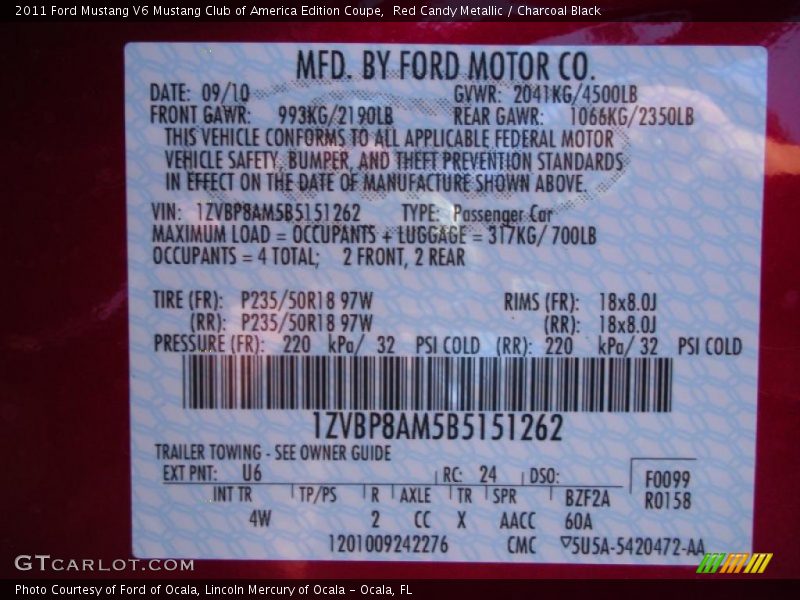 2011 Ford Mustang V6 Mustang Club of America Edition Coupe,  Red Candy Metallic / Charcoal Black
MFD. BY FORD MOTOR CO.
DATE: 09/10 GVWR: 2041KG/4500LB
FRONT GAWR: 993KG/2190LB REAR GAWR: 1066KG/2350LB
THIS VEHICLE CONFORMS TO ALL APPLICABLE FEDERAL MOTOR
VEHICLE SAFETY, BUMPER, AND THEFT PREVENTION STANDARDS
IN EFFECT ON THE DATE OF MANUFACTURE SHOWN ABOVE.
VIN: 1ZVBP8AM5B5151262 TYPE: Passenger Car
MAXIMUM LOAD = OCCUPANTS + LUGGAGE = 317KG/ 700LB
OCCUPANTS = 4 TOTAL; 2 FRONT, 2 REAR
TIRE (FR): P235/50R18 97W RIMS (FR): 18x8.0J
(RR): P235/50R18 97W (RR): 18x8.0J
PRESSURE (FR): 220 kPa/ 32 PSI COLD (RR): 220 kPa/ 32 PSI COLD
1ZVBP8AM5B5151262
TRAILER TOWING - SEE OWNER GUIDE
EXT PNT: U6 RC: 24 DSO: F0099
INT TR TP/PS R AXLE TR SPR BZF2A R0158
4W 2 CC X AACC 60A
1201009242276 CMC ▽5U5A-5420472-AA
GTCARLOT.COM
Photo Courtesy of Ford of Ocala, Lincoln Mercury of Ocala - Ocala, FL